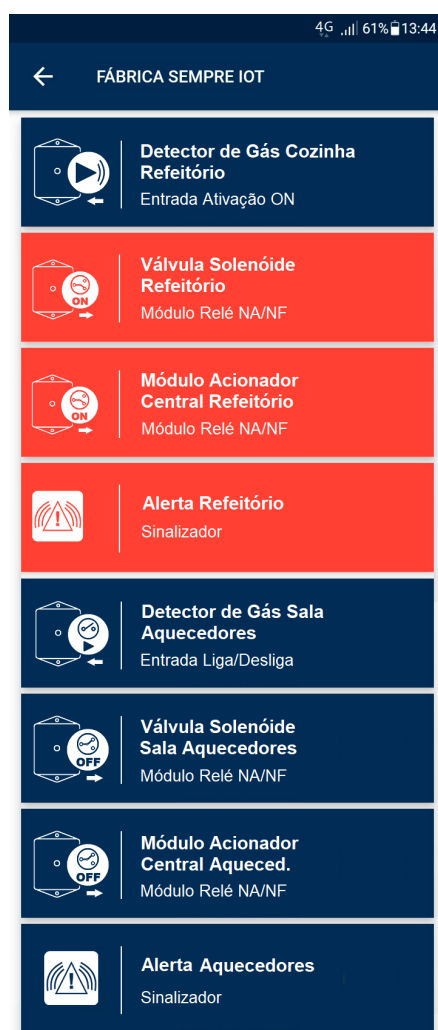 4G 61% 13:44
FÁBRICA SEMPRE IOT
Detector de Gás Cozinha
Refeitório
Entrada Ativação ON
Válvula Solenóide
Refeitório
ON
Módulo Relé NA/NF
Módulo Acionador
Central Refeitório
ON
Módulo Relé NA/NF
Alerta Refeitório
Sinalizador
Detector de Gás Sala
Aquecedores
Entrada Liga/Desliga
Válvula Solenóide
Sala Aquecedores
OFF
Módulo Relé NA/NF
Módulo Acionador
Central Aqueced.
OFF
Módulo Relé NA/NF
Alerta Aquecedores
Sinalizador